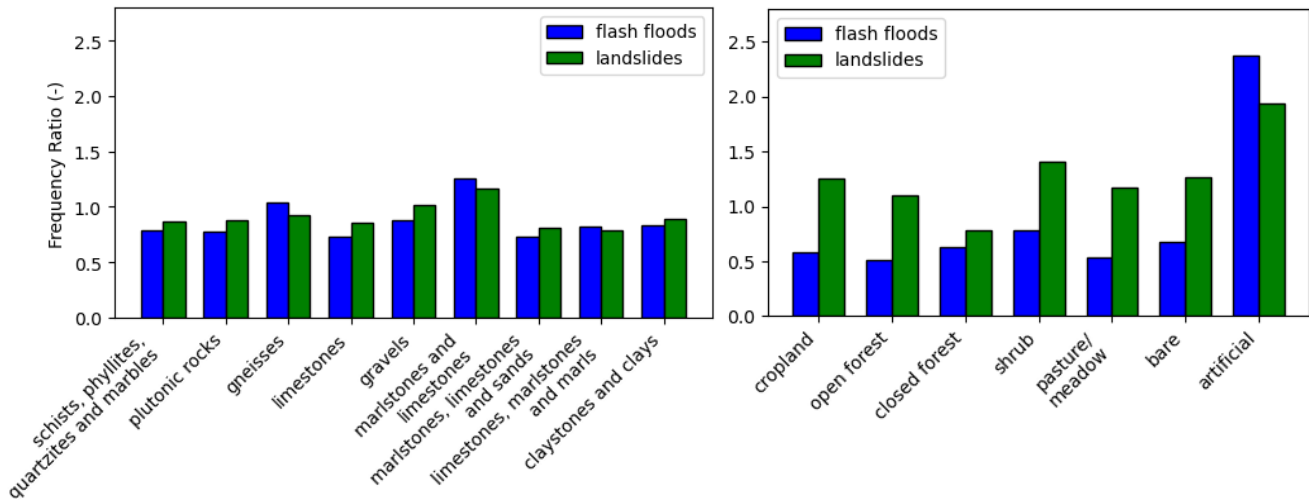 Frequency Ratio (-)
2.5
2.0
1.5
1.0
0.5
0.0
flash floods
landslides
schists, phyllites,
quartzites and marbles
plutonic rocks
gneisses
limestones
gravels
marlstones and
limestones
marlstones, limestones
and sands
limestones, marlstones
and marls
claystones and clays
2.5
2.0
1.5
1.0
0.5
0.0
flash floods
landslides
cropland
open forest
closed forest
shrub
pasture/
meadow
bare
artificial